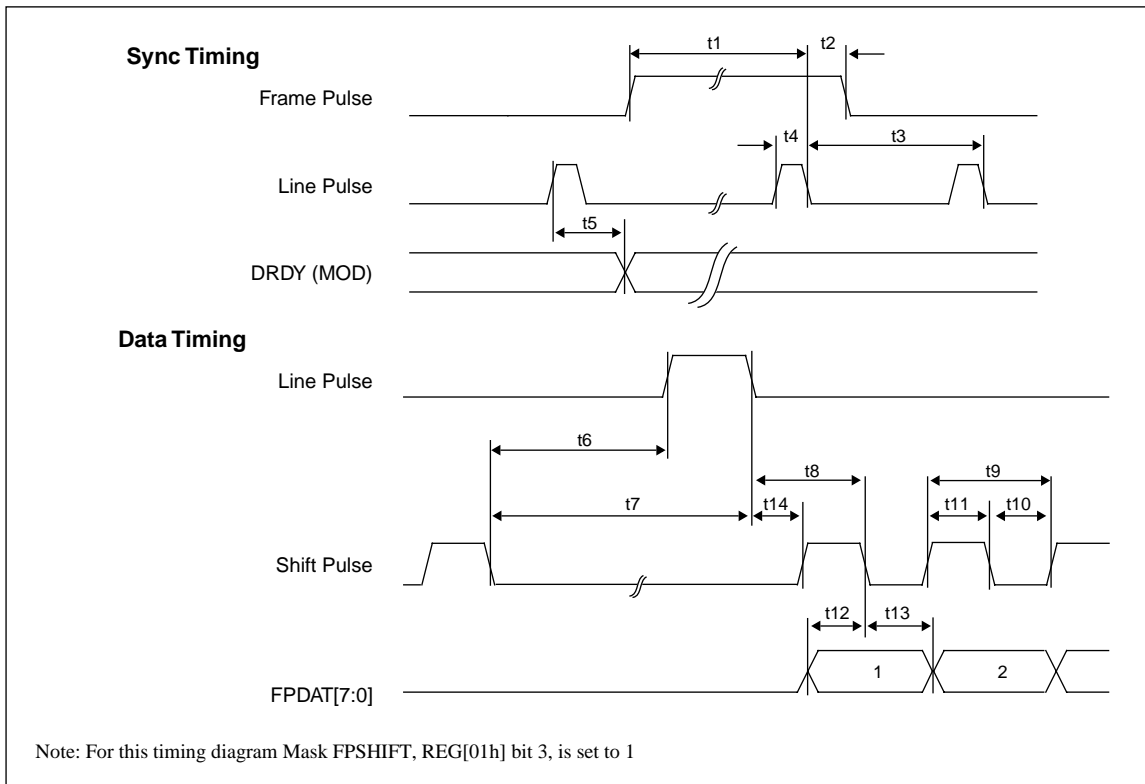 Sync Timing
t1
t2
Frame Pulse
t4
t3
Line Pulse
t5
DRDY (MOD)
Data Timing
Line Pulse
t6
t8
t9
t7
t14
t11
t10
Shift Pulse
t12
t13
1
2
FPDAT[7:0]
Note: For this timing diagram Mask FPSHIFT, REG[01h] bit 3, is set to 1